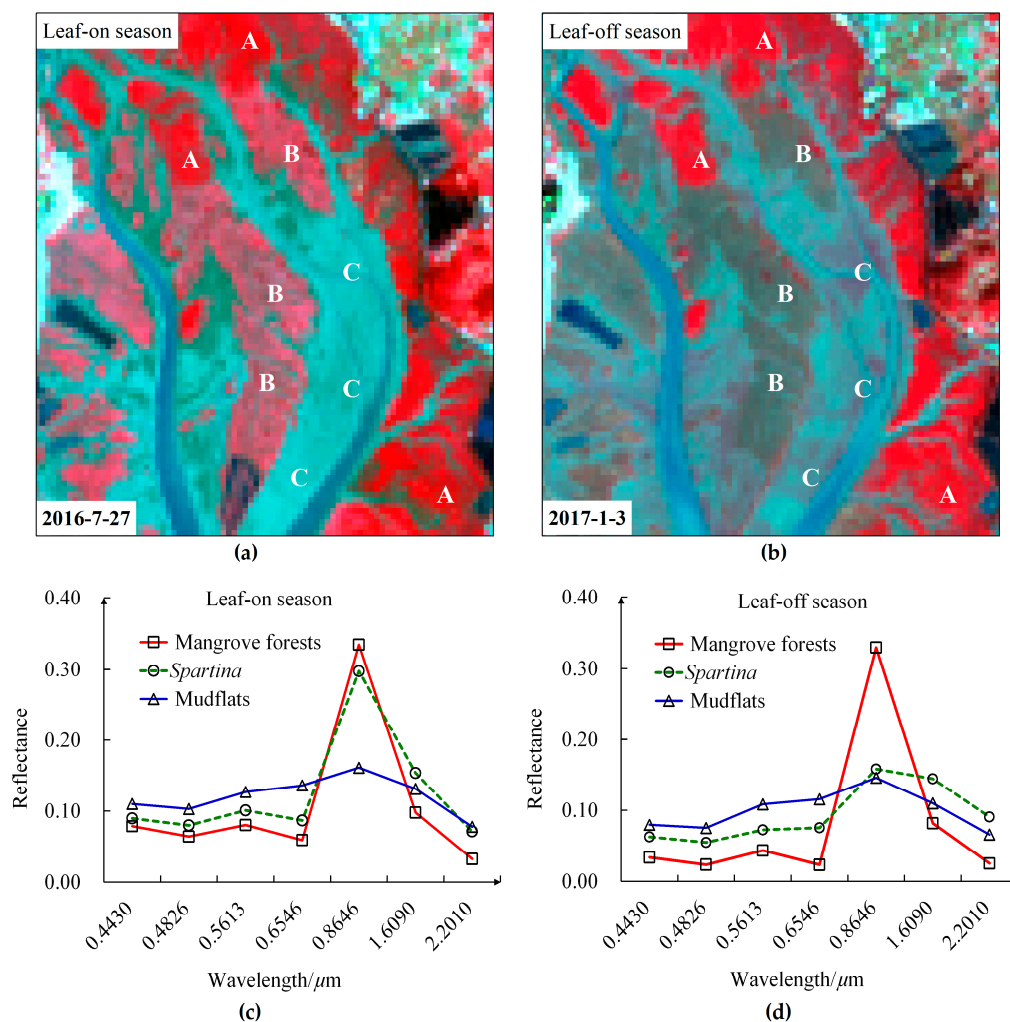 Leaf-on season
A
A
B
B
B
C
C
C
A
2016-7-27
(a)
Leaf-off season
A
A
B
B
B
C
C
C
A
2017-1-3
(b)
Leaf-on season
Mangrove forests
Spartina
Mudflats
0.40
0.30
0.20
0.10
0.00
Reflectance
0.4430
0.4826
0.5613
0.6546
0.8646
1.6090
2.2010
Wavelength/μm
(c)
Leaf-off season
Mangrove forests
Spartina
Mudflats
0.40
0.30
0.20
0.10
0.00
Reflectance
0.4430
0.4826
0.5613
0.6546
0.8646
1.6090
2.2010
Wavelength/μm
(d)